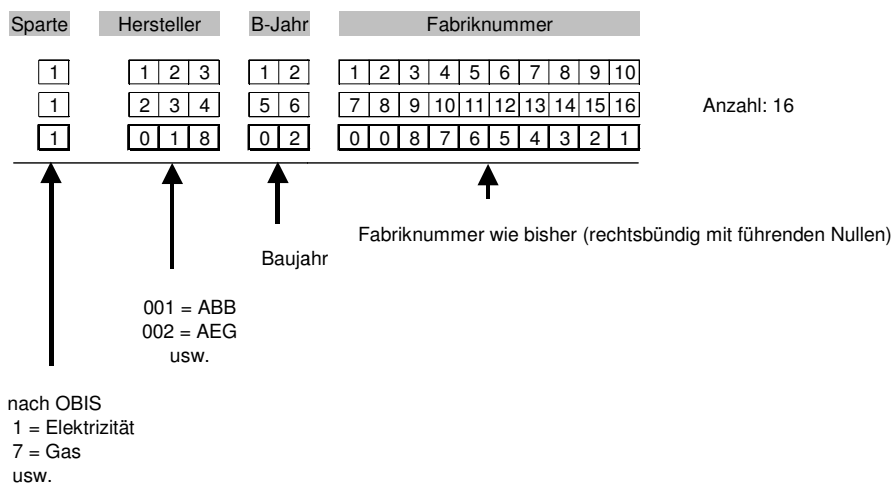 Sparte Hersteller B-Jahr Fabriknummer
1 1 2 3 1 2 1 2 3 4 5 6 7 8 9 10
1 2 3 4 5 6 7 8 9 10 11 12 13 14 15 16 Anzahl: 16
1 0 1 8 0 2 0 0 8 7 6 5 4 3 2 1
Fabriknummer wie bisher (rechtsbündig mit führenden Nullen)
Baujahr
001 = ABB
002 = AEG
usw.
nach OBIS
1 = Elektrizität
7 = Gas
usw.